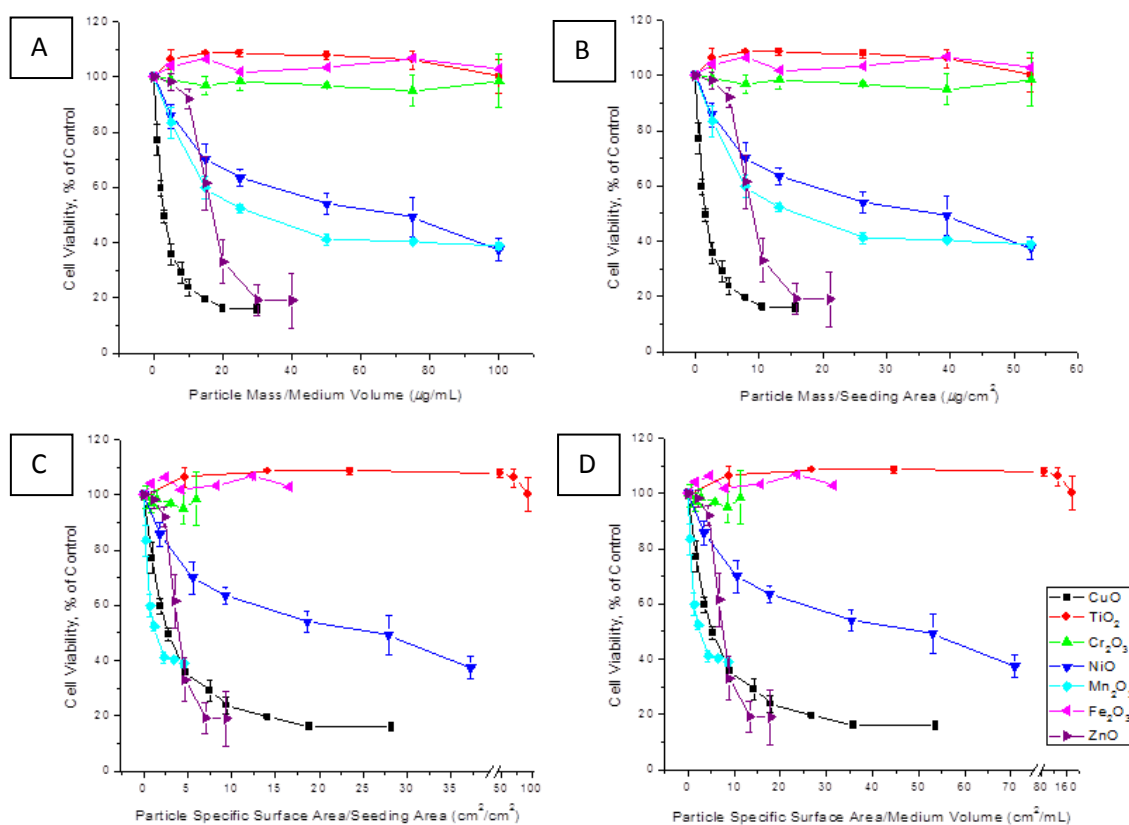 A
120
100
80
60
40
20
0
Cell Viability, % of Control
0 20 40 60 80 100
Particle Mass/Medium Volume (μg/mL)
B
120
100
80
60
40
20
0
Cell Viability, % of Control
0 10 20 30 40 50 60
Particle Mass/Seeding Area (μg/cm²)
C
120
100
80
60
40
20
0
Cell Viability, % of Control
0 5 10 15 20 25 30 35 50 100
Particle Specific Surface Area/Seeding Area (cm²/cm²)
D
120
100
80
60
40
20
0
Cell Viability, % of Control
0 10 20 30 40 50 60 70 80 160
Particle Specific Surface Area/Medium Volume (cm²/mL)
CuO
TiO₂
Cr₂O₃
NiO
Mn₂O₃
Fe₂O₃
ZnO